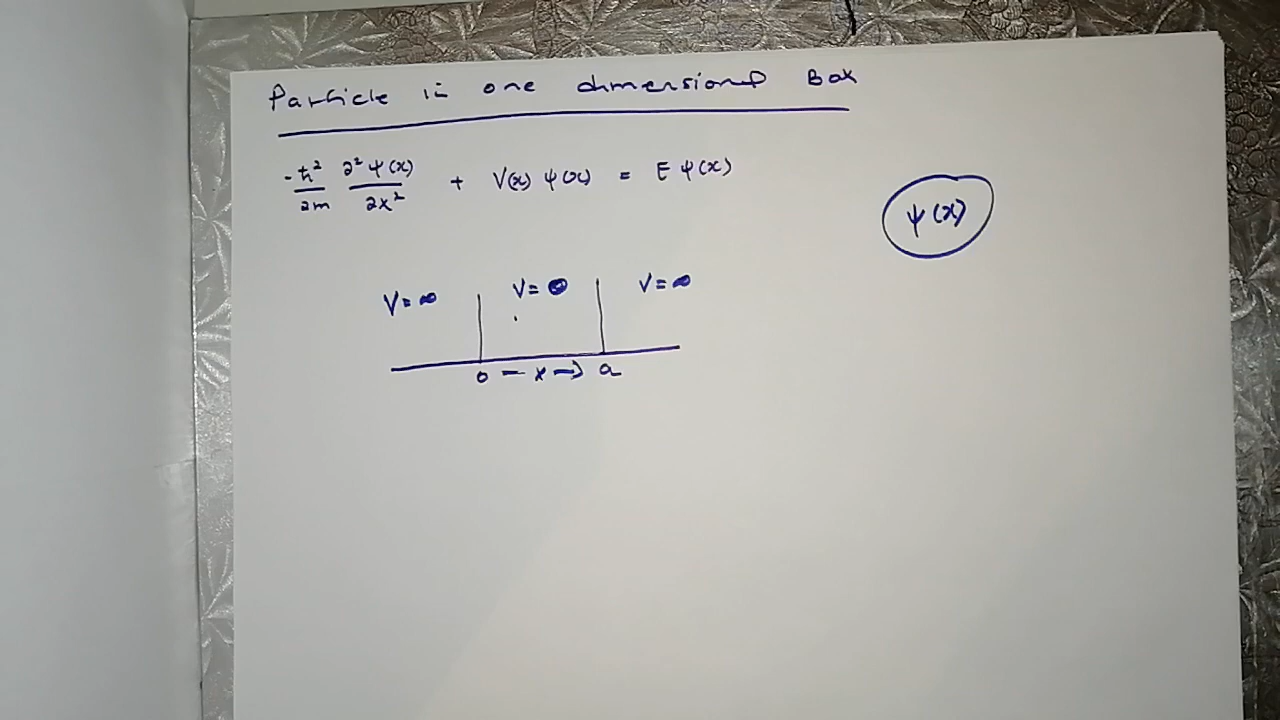 Particle in one dimensional Box
-ħ²/2m ∂²ψ(x)/∂x² + V(x) ψ(x) = E ψ(x)
ψ(x)
V=∞ V=0 V=∞
0 – x → a